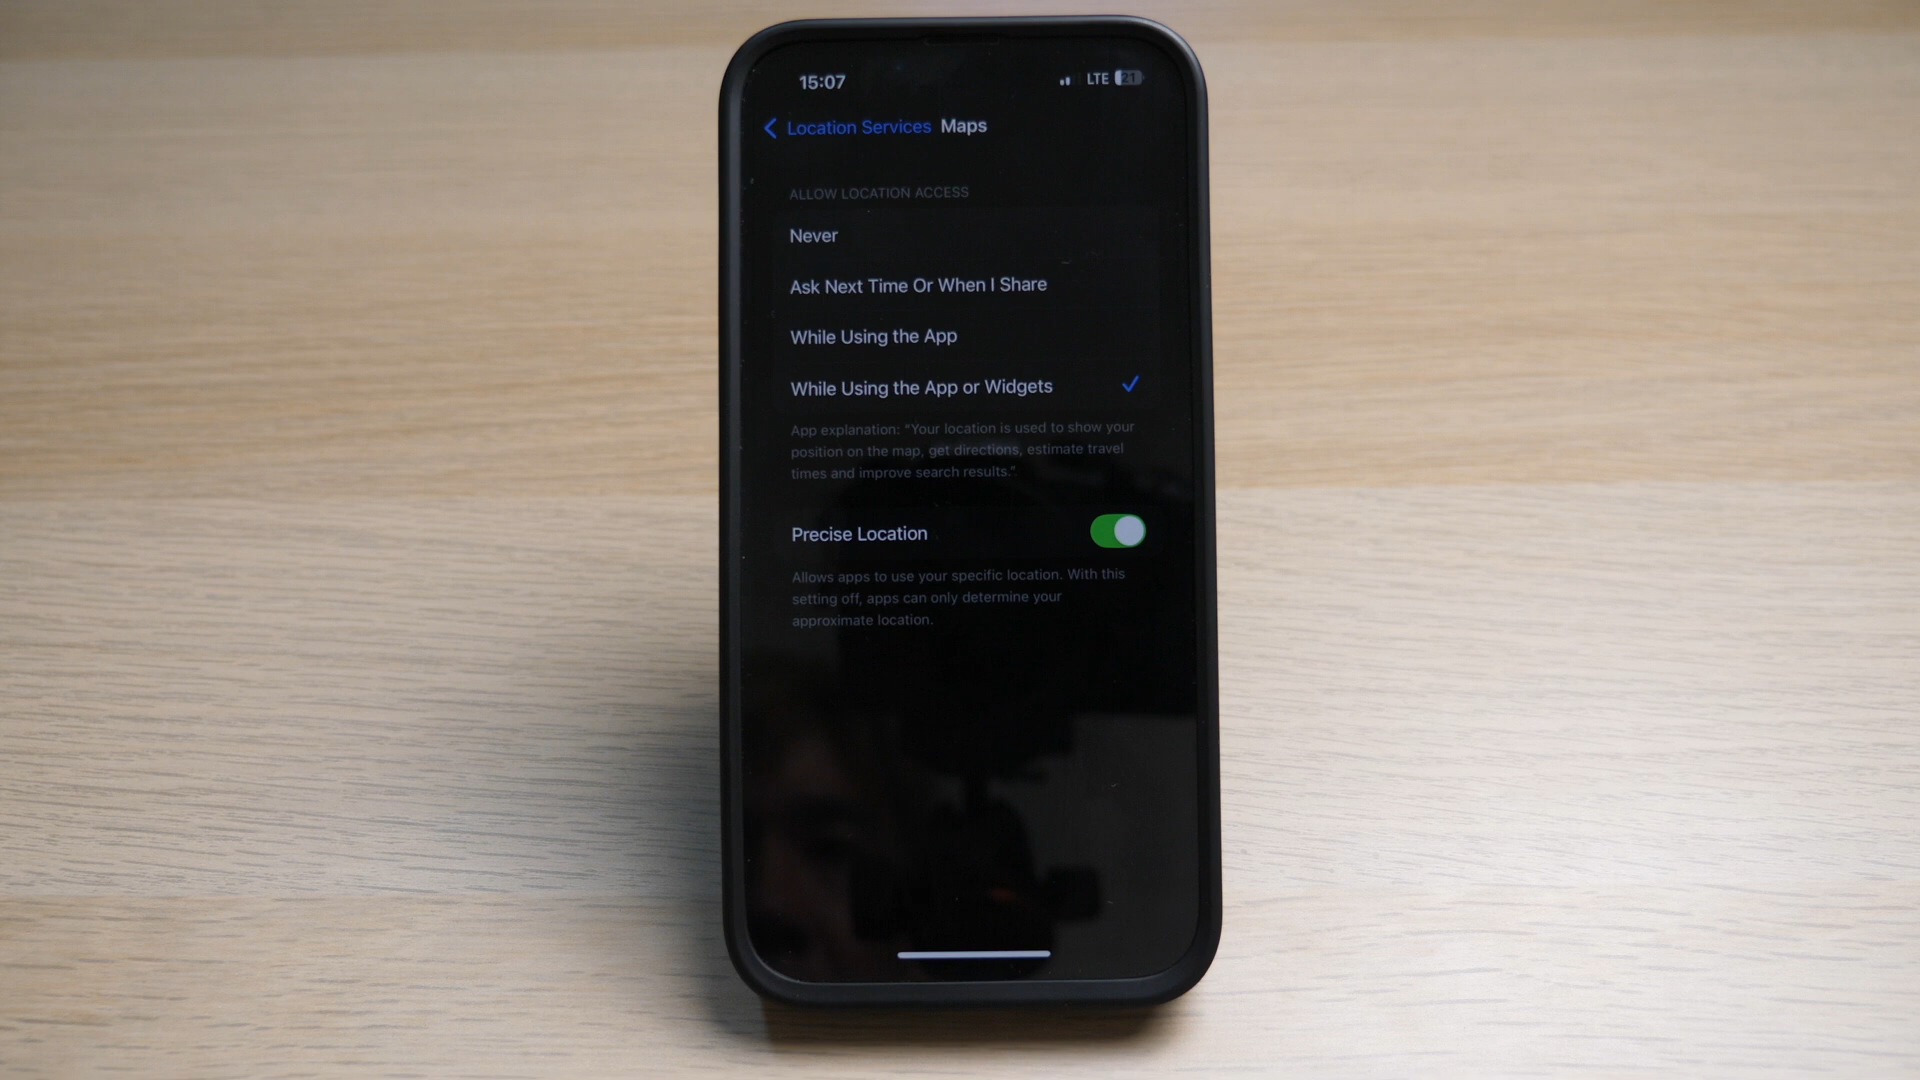 15:07 LTE 21
Location Services Maps
ALLOW LOCATION ACCESS
Never
Ask Next Time Or When I Share
While Using the App
While Using the App or Widgets
App explanation: “Your location is used to show your
position on the map, get directions, estimate travel
times and improve search results.”
Precise Location
Allows apps to use your specific location. With this
setting off, apps can only determine your
approximate location.